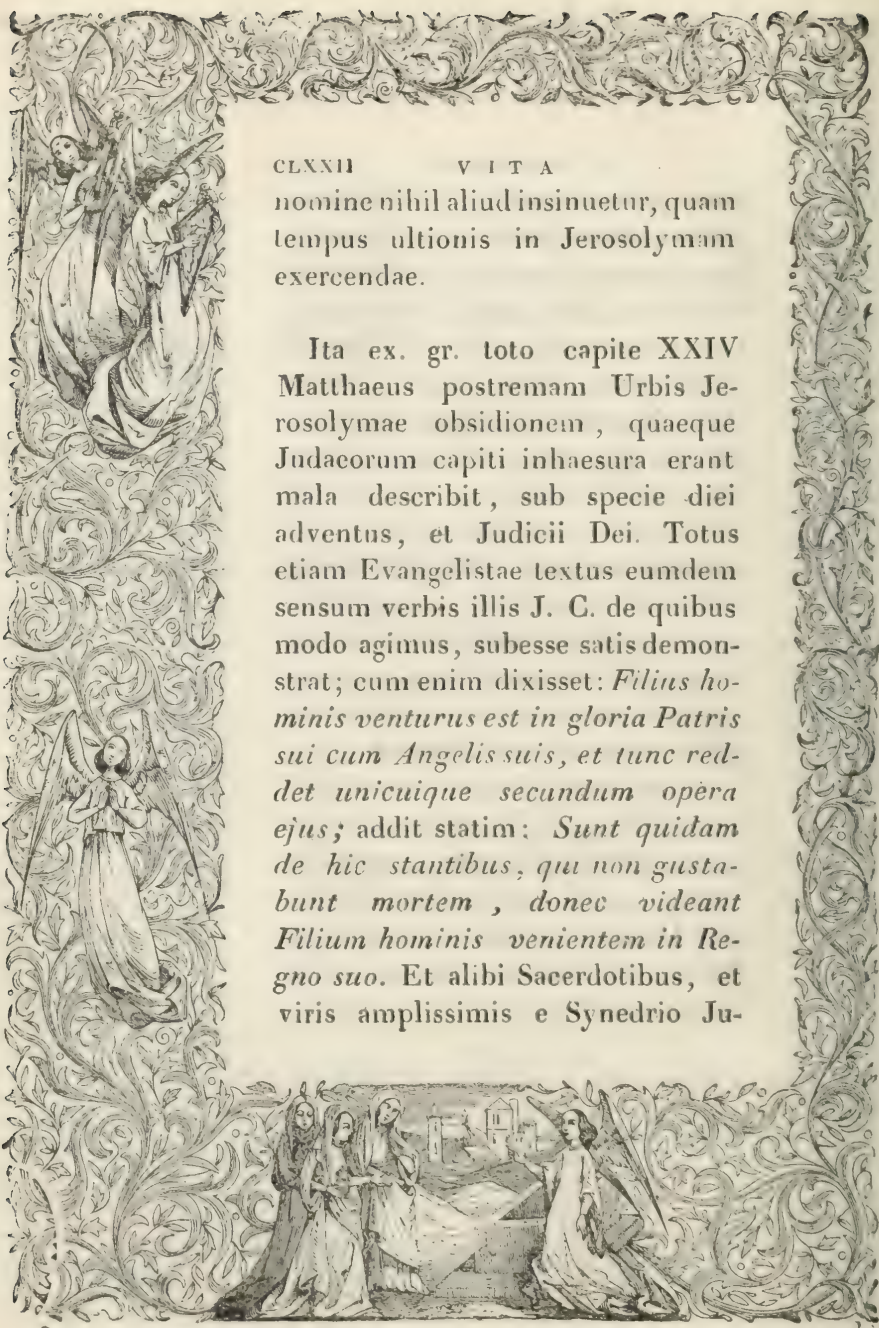 CLXXII VITA
nomine nihil aliud insinuetur, quam
tempus ultionis in Jerosolymam
exercendae.
Ita ex. gr. toto capite XXIV
Matthaeus postremam Urbis Je-
rosolymae obsidionem , quaeque
Judaeorum capiti inhaesura erant
mala describit, sub specie diei
adventus, et Judicii Dei. Totus
etiam Evangelistae textus eumdem
sensum verbis illis J. C. de quibus
modo agimus, subesse satis demon-
strat; cum enim dixisset: Filius ho-
minis venturus est in gloria Patris
sui cum Angelis suis, et tunc red-
det unicuique secundum opera
ejus; addit statim: Sunt quidam
de hic stantibus, qui non gusta-
bunt mortem , donec videant
Filium hominis venientem in Re-
gno suo. Et alibi Sacerdotibus, et
viris amplissimis e Synedrio Ju-